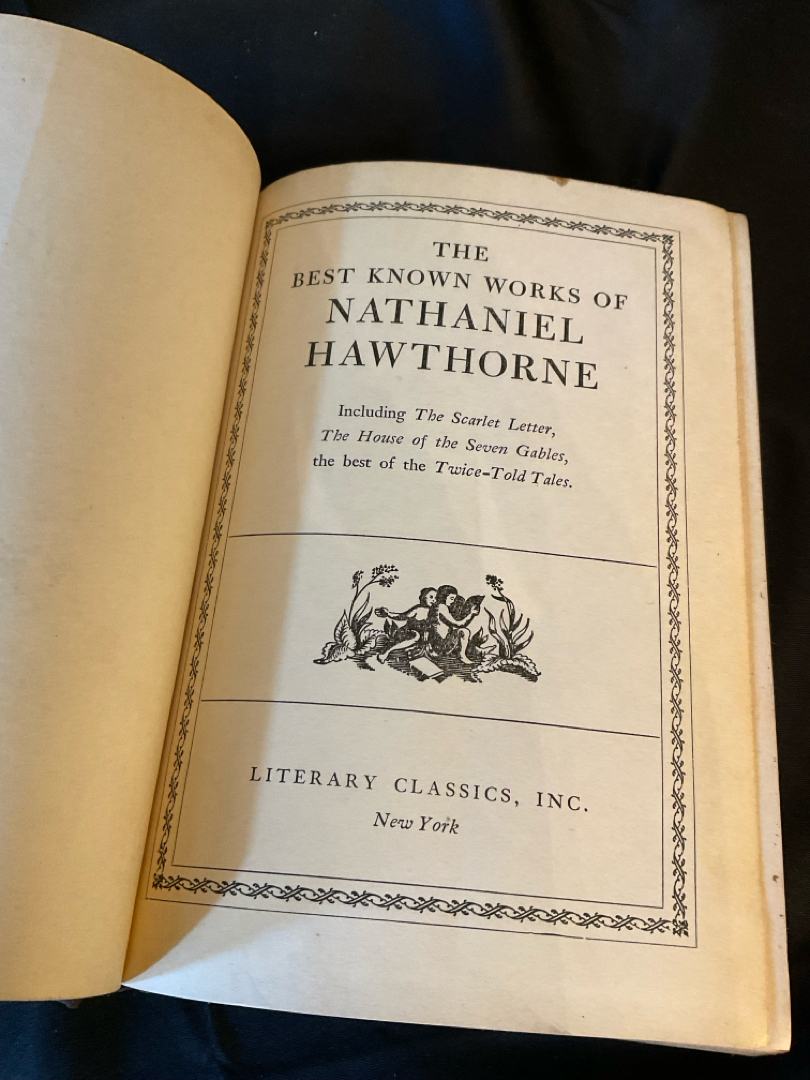 THE
BEST KNOWN WORKS OF
NATHANIEL
HAWTHORNE
Including The Scarlet Letter,
The House of the Seven Gables,
the best of the Twice-Told Tales.
LITERARY CLASSICS, INC.
New York